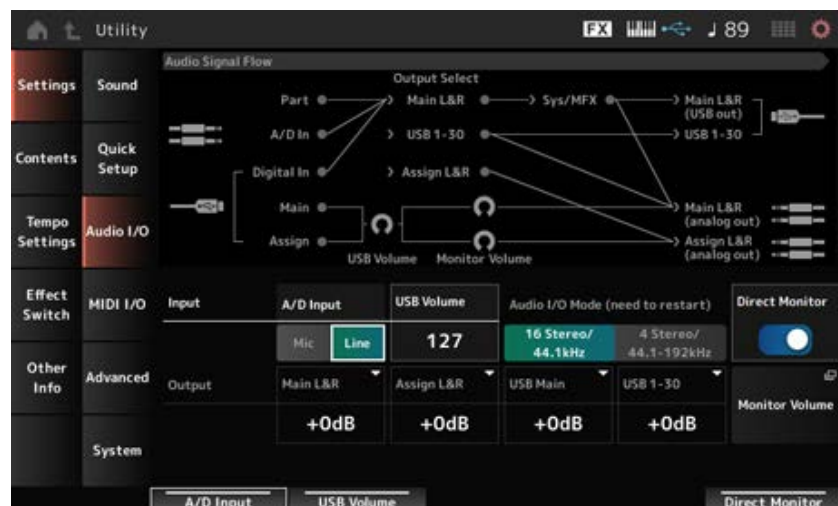 Utility
FX
89
Settings
Contents
Tempo Settings
Effect Switch
Other Info
Sound
Quick Setup
Audio I/O
MIDI I/O
Advanced
System
Audio Signal Flow
Output Select
Part
Main L&R
Sys/MFX
Main L&R
(USB out)
A/D In
USB 1-30
USB 1-30
Digital In
Assign L&R
Main
Main L&R
(analog out)
Assign
Assign L&R
(analog out)
USB Volume
Monitor Volume
Input
A/D Input
USB Volume
Audio I/O Mode (need to restart)
Direct Monitor
Mic
Line
127
16 Stereo/
44.1kHz
4 Stereo/
44.1-192kHz
Output
Main L&R
Assign L&R
USB Main
USB 1-30
Monitor Volume
+0dB
+0dB
+0dB
+0dB
A/D Input
USB Volume
Direct Monitor